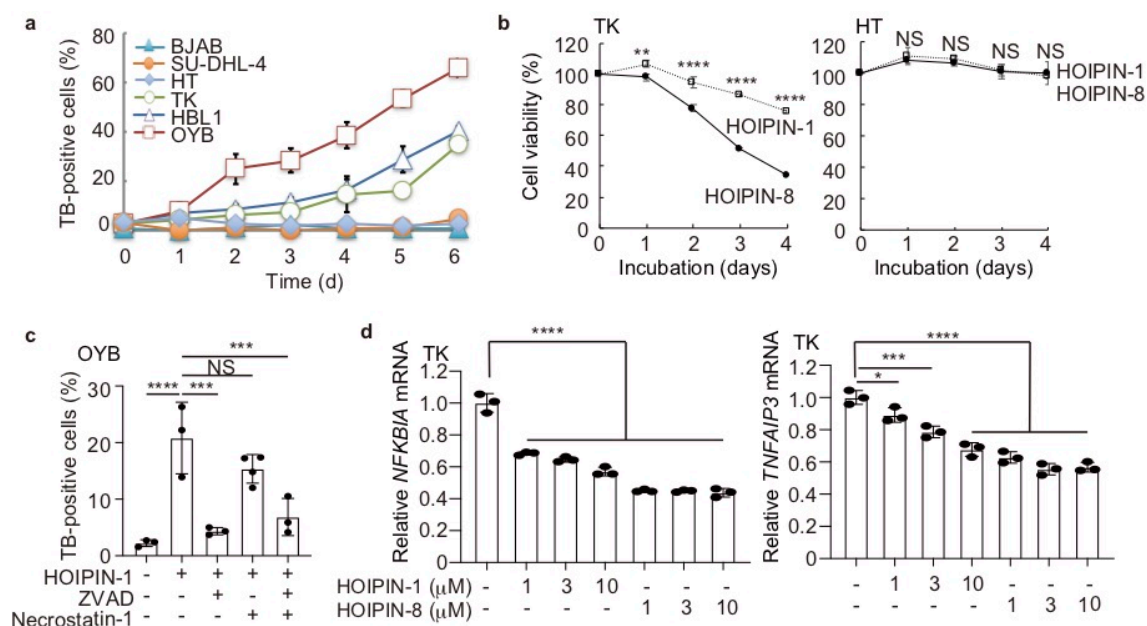 a
TB-positive cells (%)
80
60
40
20
0
BJAB
SU-DHL-4
HT
TK
HBL1
OYB
0 1 2 3 4 5 6
Time (d)
b
TK
Cell viability (%)
120
100
80
60
40
20
0
** **** **** ****
HOIPIN-1
HOIPIN-8
0 1 2 3 4
Incubation (days)
HT
120
100
80
60
40
20
0
NS NS NS NS
HOIPIN-1
HOIPIN-8
0 1 2 3 4
Incubation (days)
c
OYB
TB-positive cells (%)
30
20
10
0
***
NS
**** ***
HOIPIN-1 - + + + +
ZVAD - - + - +
Necrostatin-1 - - - + +
d
TK
Relative NFKBIA mRNA
****
1.2
1.0
0.8
0.6
0.4
0.2
0
HOIPIN-1 (μM) - 1 3 10 - - -
HOIPIN-8 (μM) - - - - 1 3 10
TK
Relative TNFAIP3 mRNA
****
***
*
1.2
1.0
0.8
0.6
0.4
0.2
0
- 1 3 10 - - -
- - - - 1 3 10